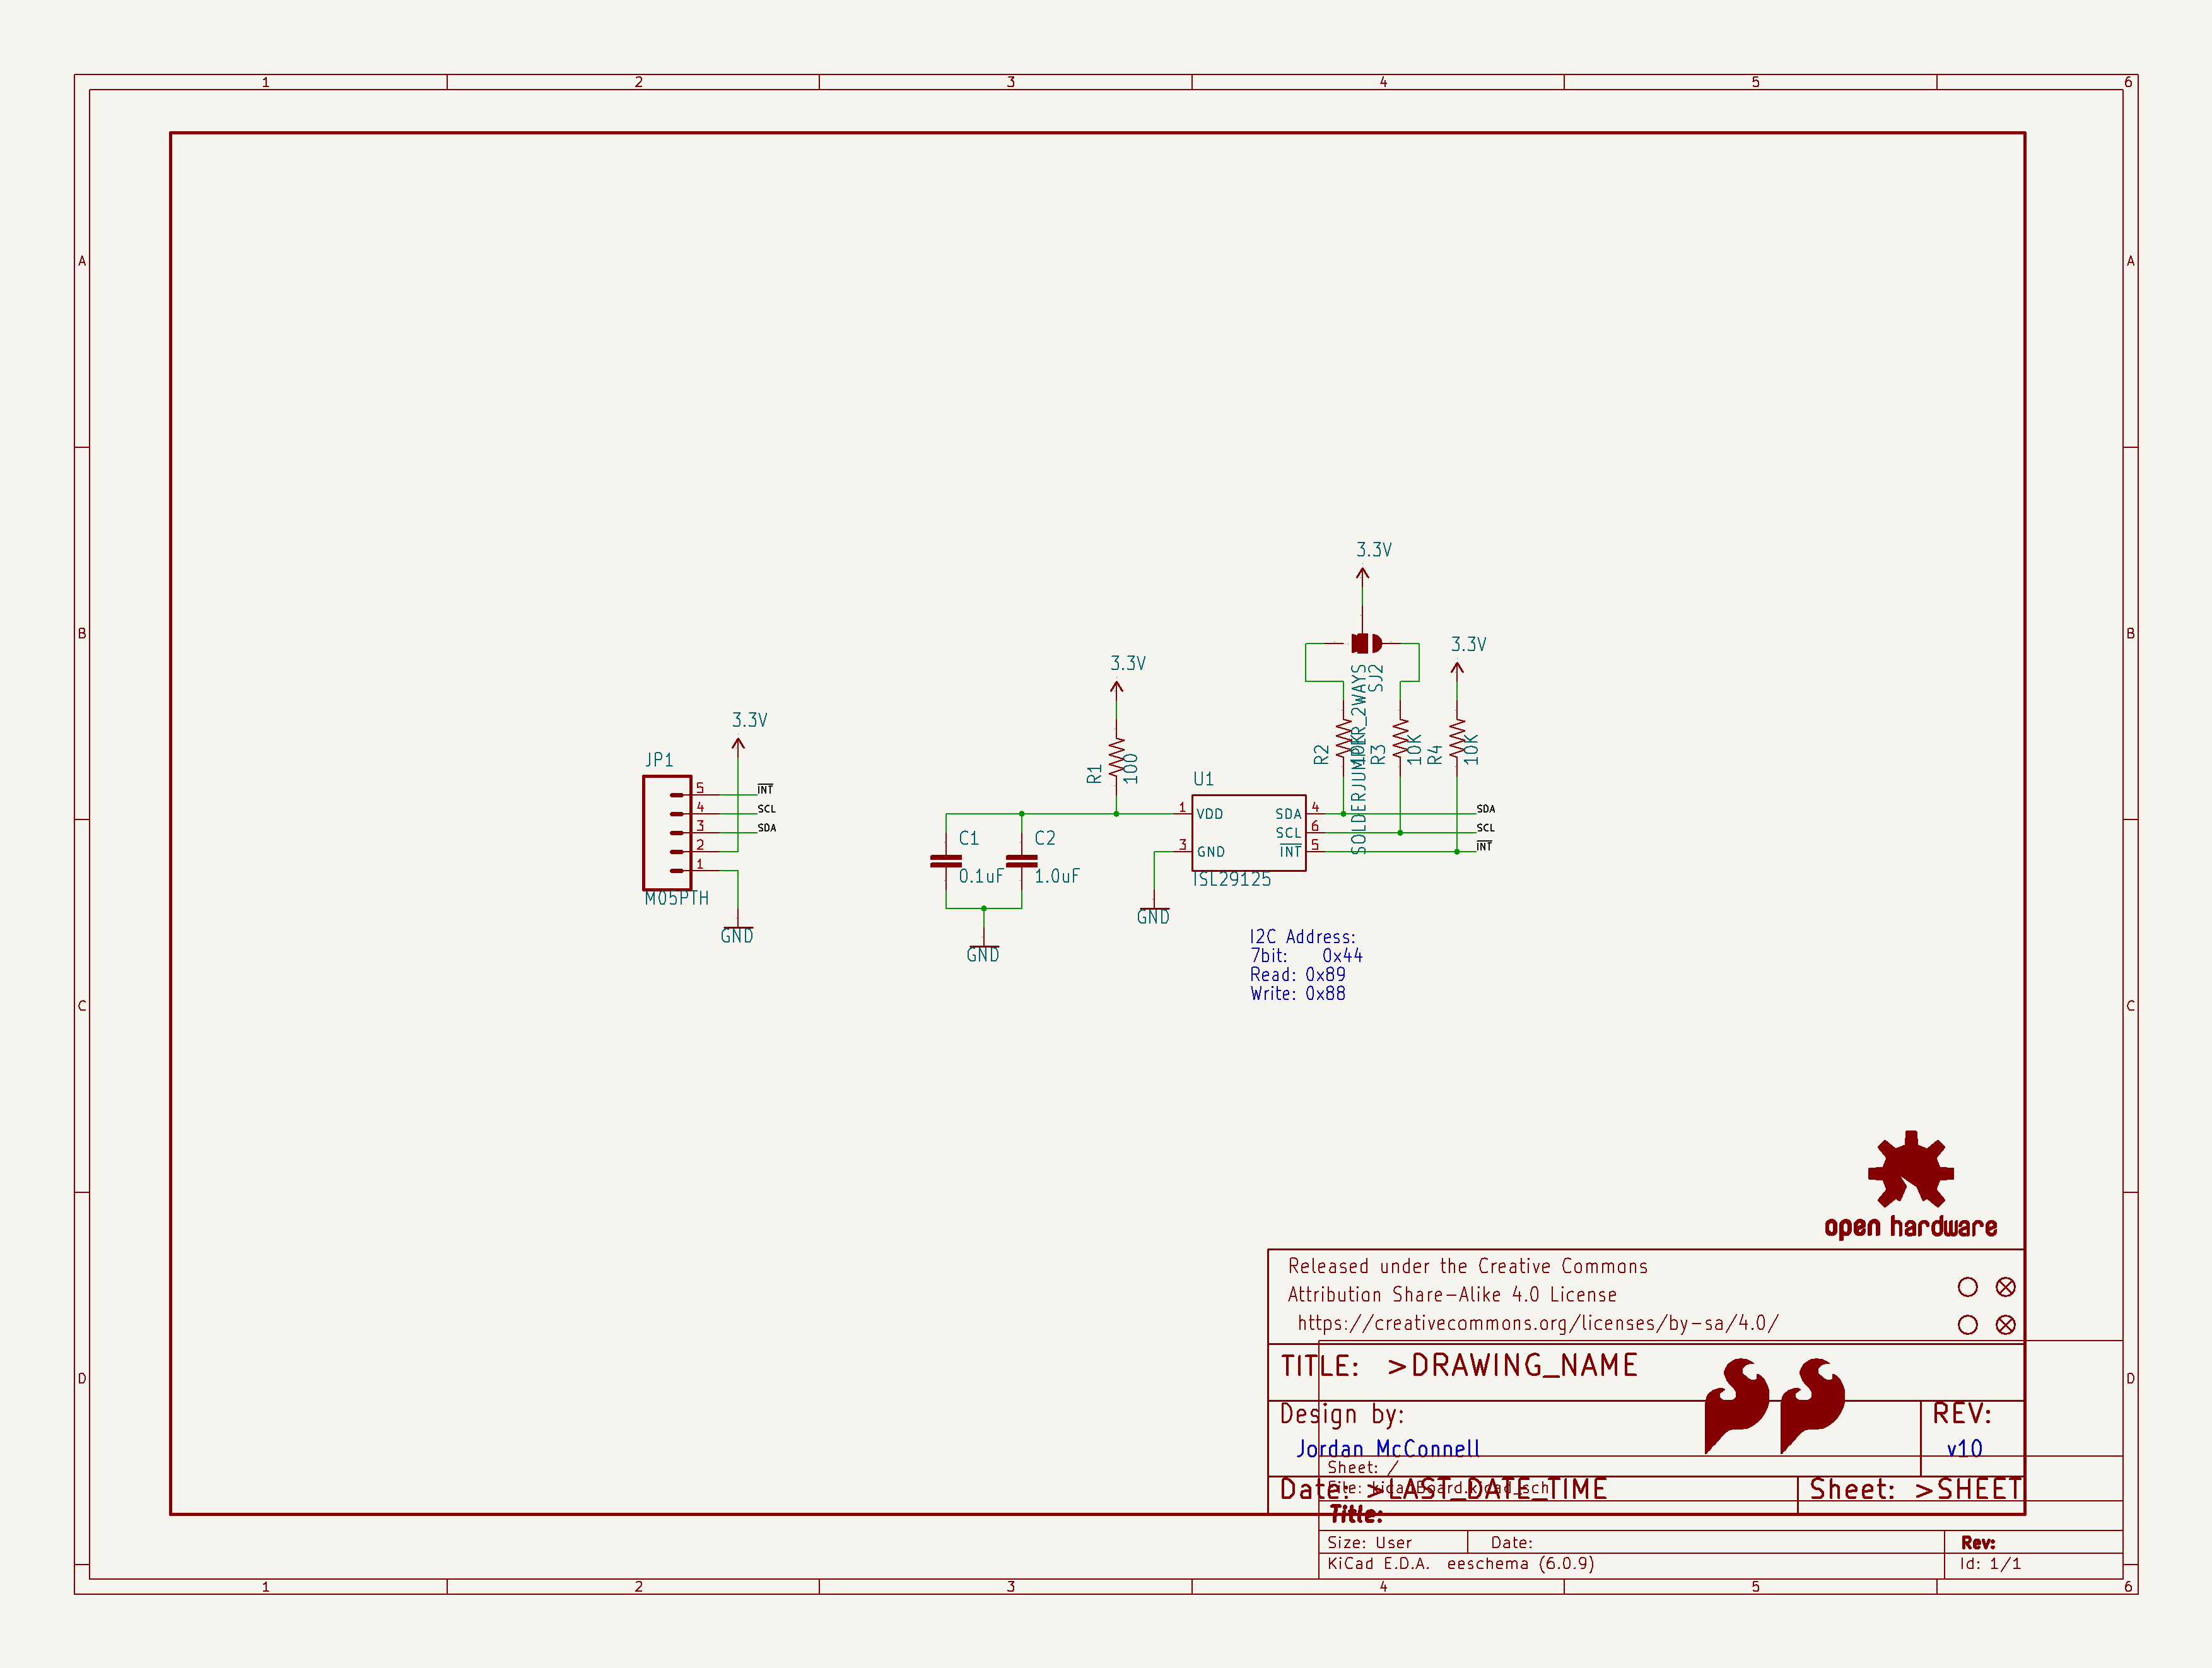 1 2 3 4 5 6
A A
B B
C C
D D
3.3V
JP1
5 INT
4 SCL
3 SDA
2
1
M05PTH
GND
3.3V
R1
100
C1
0.1uF
C2
1.0uF
GND
GND
U1
1 VDD
3 GND
SDA 4
SCL 6
INT 5
ISL29125
3.3V
SJ2
SOLDERJUMPER_2WAYS
3.3V
R2
R3
10K
R4
10K
SDA
SCL
INT
I2C Address:
7bit: 0x44
Read: 0x89
Write: 0x88
open hardware
Released under the Creative Commons
Attribution Share-Alike 4.0 License
https://creativecommons.org/licenses/by-sa/4.0/
TITLE: >DRAWING_NAME
Design by:
Jordan McConnell
REV:
v10
Date: >LAST_DATE_TIME
Sheet: >SHEET
Sheet: /
File: kicadBoard.kicad_sch
Title:
Size: User
Date:
Rev:
KiCad E.D.A. eeschema (6.0.9)
Id: 1/1
1 2 3 4 5 6